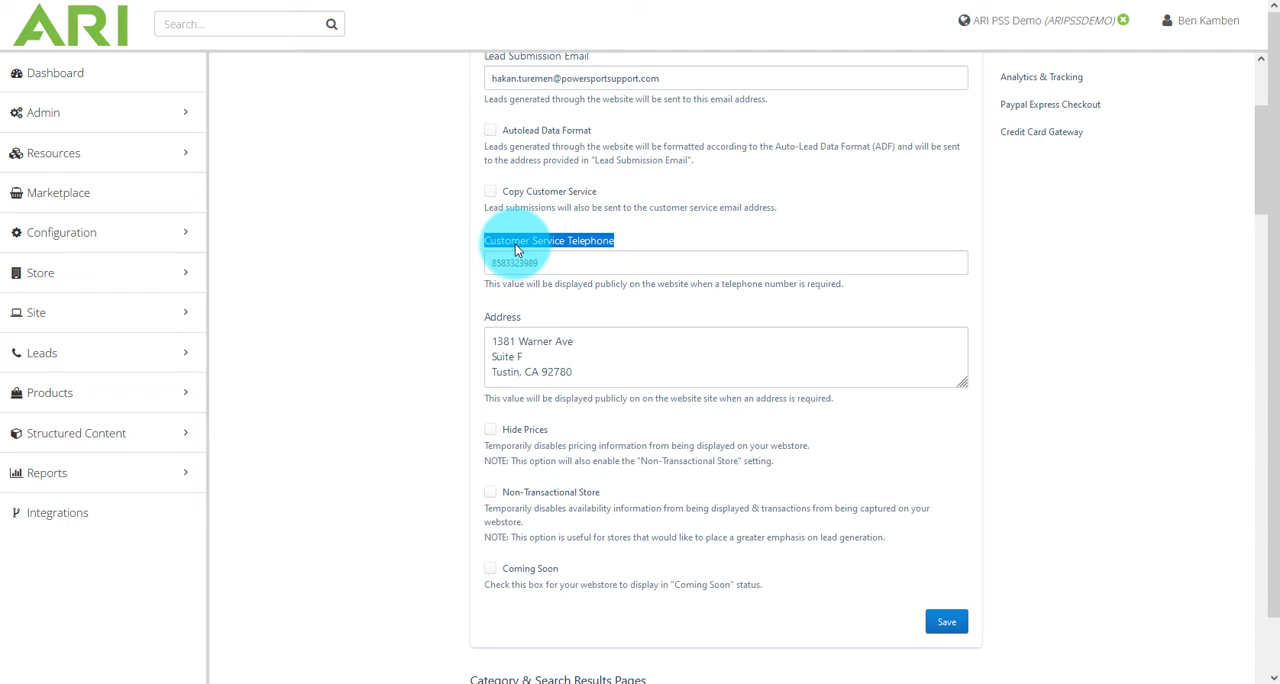 ARI
Search...
ARI PSS Demo (ARIPSSDEMO)
Ben Kamben
Dashboard
Admin
Resources
Marketplace
Configuration
Store
Site
Leads
Products
Structured Content
Reports
Integrations
Lead Submission Email
hakan.turemen@powersportsupport.com
Leads generated through the website will be sent to this email address.
Autolead Data Format
Leads generated through the website will be formatted according to the Auto-Lead Data Format (ADF) and will be sent
to the address provided in "Lead Submission Email".
Copy Customer Service
Lead submissions will also be sent to the customer service email address.
Customer Service Telephone
8583323989
This value will be displayed publicly on the website when a telephone number is required.
Address
1381 Warner Ave
Suite F
Tustin, CA 92780
This value will be displayed publicly on on the website site when an address is required.
Hide Prices
Temporarily disables pricing information from being displayed on your webstore.
NOTE: This option will also enable the "Non-Transactional Store" setting.
Non-Transactional Store
Temporarily disables availability information from being displayed & transactions from being captured on your
webstore.
NOTE: This option is useful for stores that would like to place a greater emphasis on lead generation.
Coming Soon
Check this box for your webstore to display in "Coming Soon" status.
Save
Category & Search Results Pages
Analytics & Tracking
Paypal Express Checkout
Credit Card Gateway